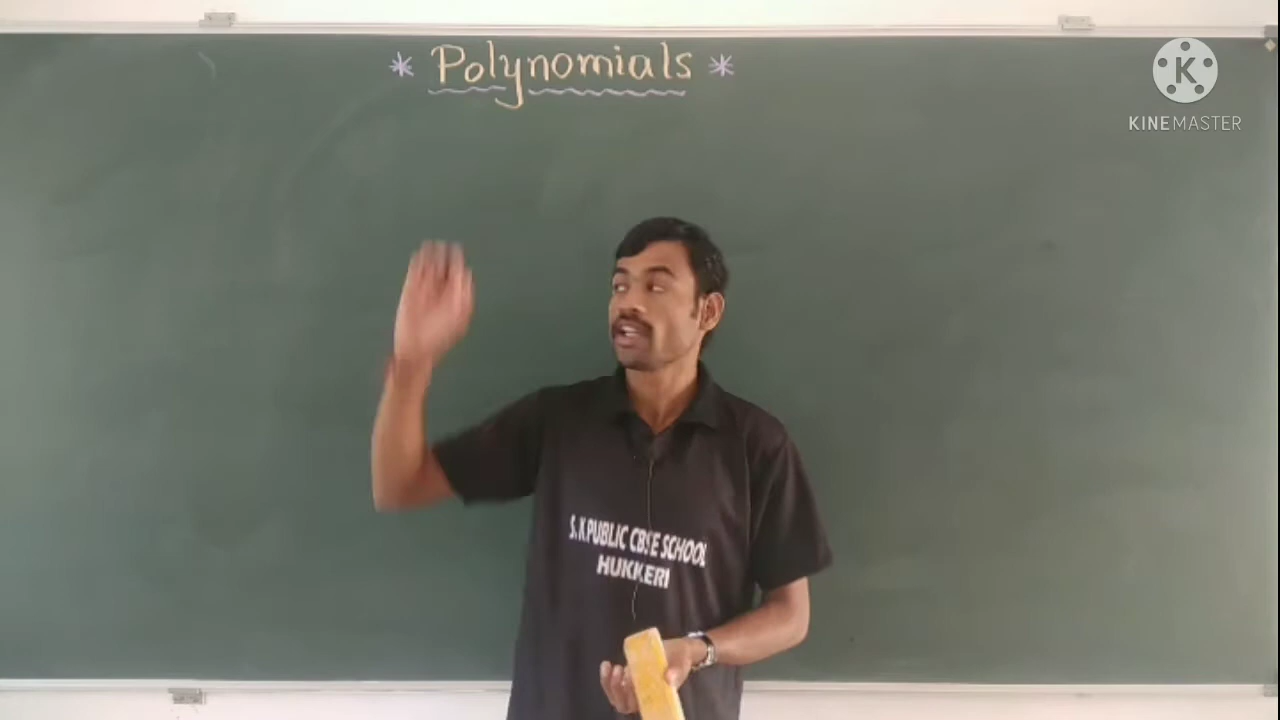 * Polynomials *
K
KINEMASTER
S. K PUBLIC CBSE SCHOOL
HUKKERI